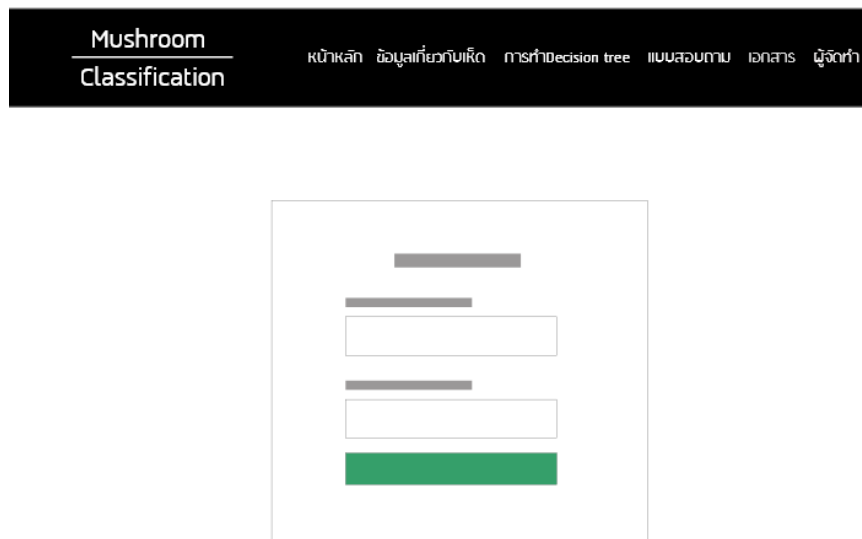 Mushroom
Classification
หน้าหลัก ข้อมูลเกี่ยวกับเห็ด การทำDecision tree แบบสอบถาม เอกสาร ผู้จัดทำ